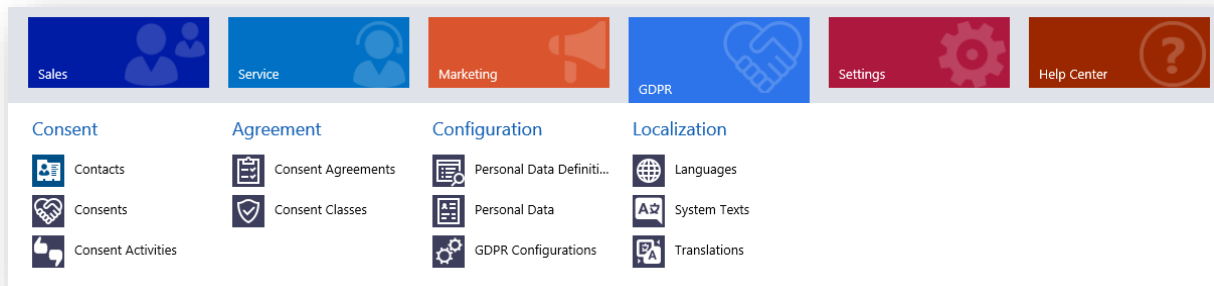 Sales
Service
Marketing
GDPR
Settings
Help Center
Consent
Agreement
Configuration
Localization
Contacts
Consent Agreements
Personal Data Definiti...
Languages
Consents
Consent Classes
Personal Data
System Texts
Consent Activities
GDPR Configurations
Translations